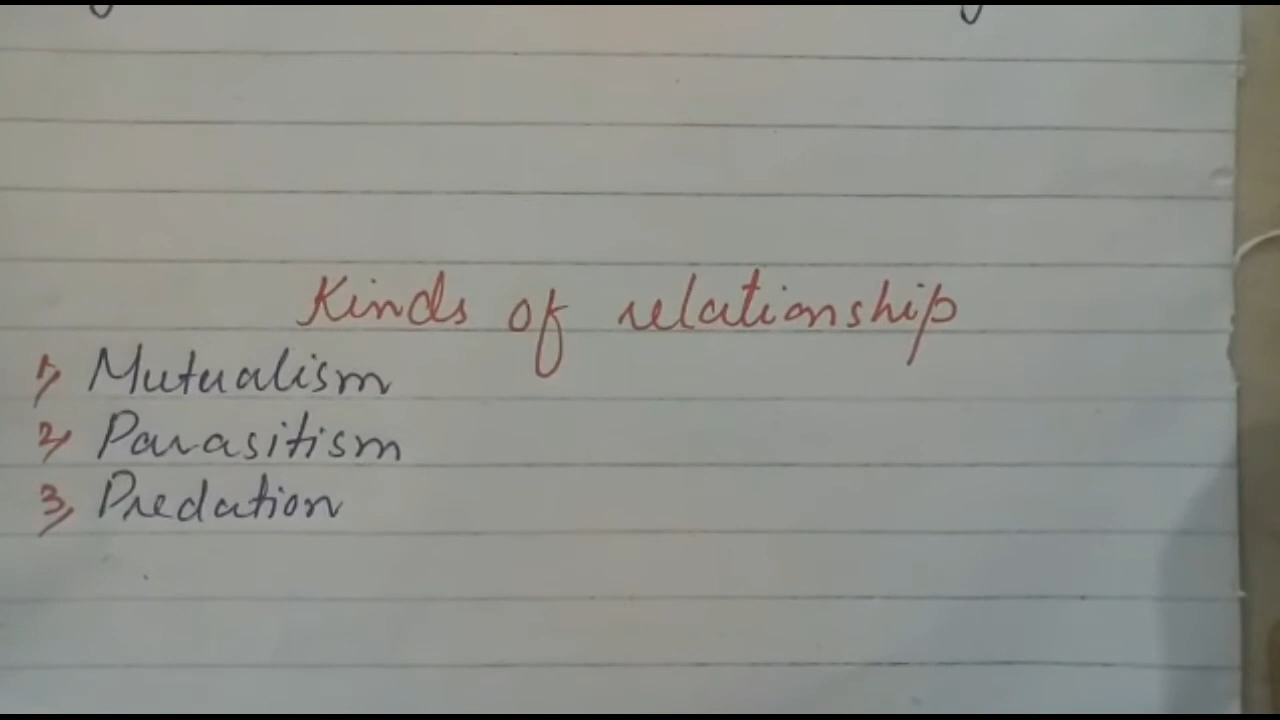 Kinds of relationship
1, Mutualism
2, Parasitism
3, Predation